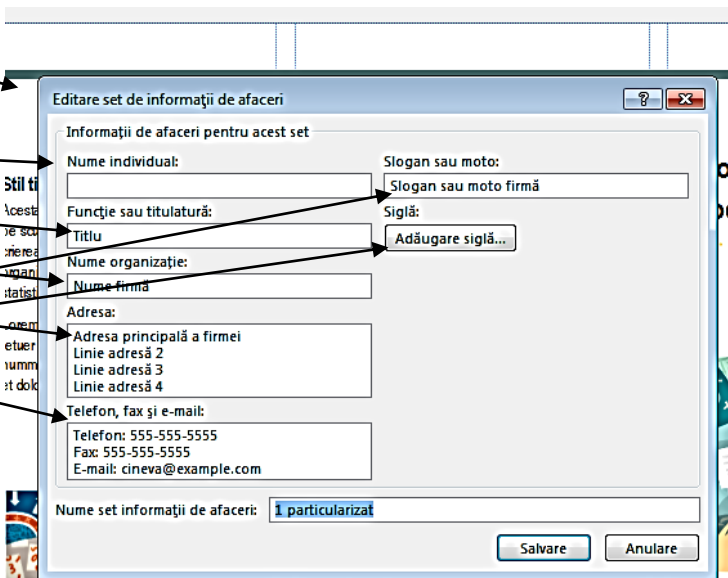 Editare set de informaţii de afaceri
Informaţii de afaceri pentru acest set
Nume individual:
Slogan sau moto:
Slogan sau moto firmă
Funcţie sau titulatură:
Siglă:
Titlu
Adăugare siglă...
Nume organizaţie:
Nume firmă
Adresa:
Adresa principală a firmei
Linie adresă 2
Linie adresă 3
Linie adresă 4
Telefon, fax şi e-mail:
Telefon: 555-555-5555
Fax: 555-555-5555
E-mail: cineva@example.com
Nume set informaţii de afaceri:
1 particularizat
Salvare
Anulare
Stil ti